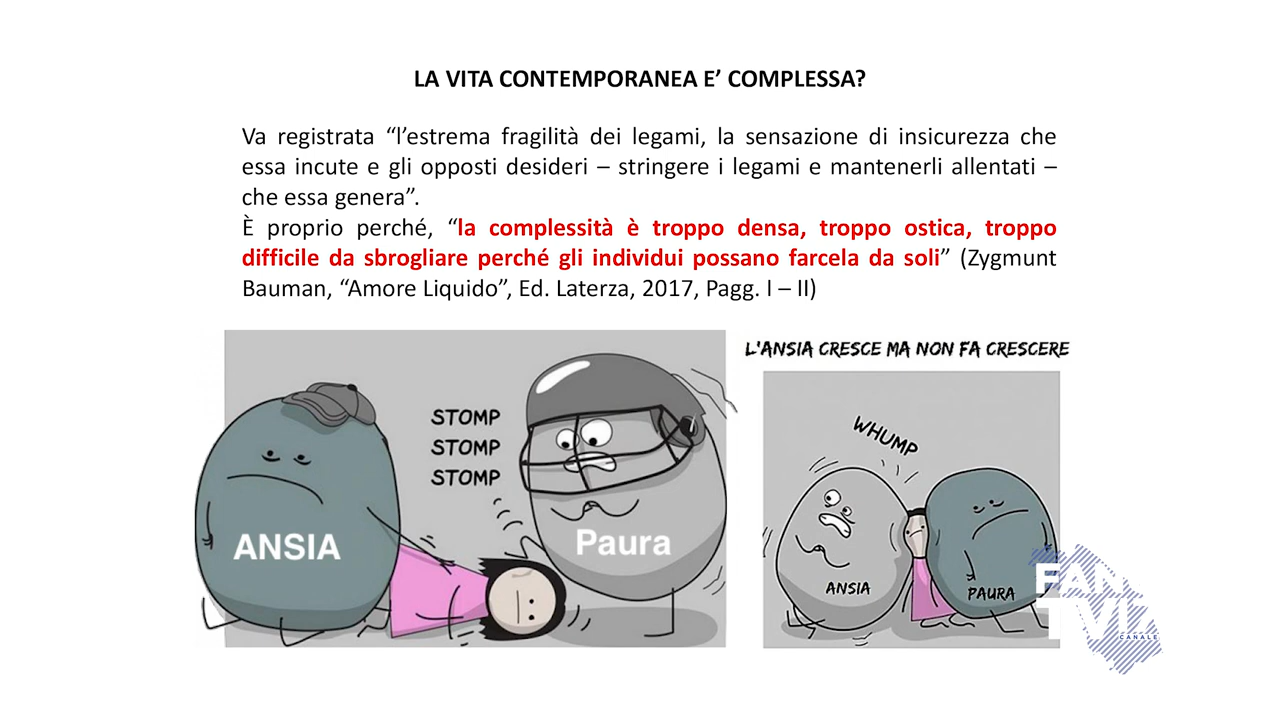 LA VITA CONTEMPORANEA E’ COMPLESSA?
Va registrata “l’estrema fragilità dei legami, la sensazione di insicurezza che
essa incute e gli opposti desideri – stringere i legami e mantenerli allentati –
che essa genera”.
È proprio perché, “la complessità è troppo densa, troppo ostica, troppo
difficile da sbrogliare perché gli individui possano farcela da soli” (Zygmunt
Bauman, “Amore Liquido”, Ed. Laterza, 2017, Pagg. I – II)
STOMP
STOMP
STOMP
ANSIA
Paura
L'ANSIA CRESCE MA NON FA CRESCERE
WHUMP
ANSIA
PAURA
CANALE